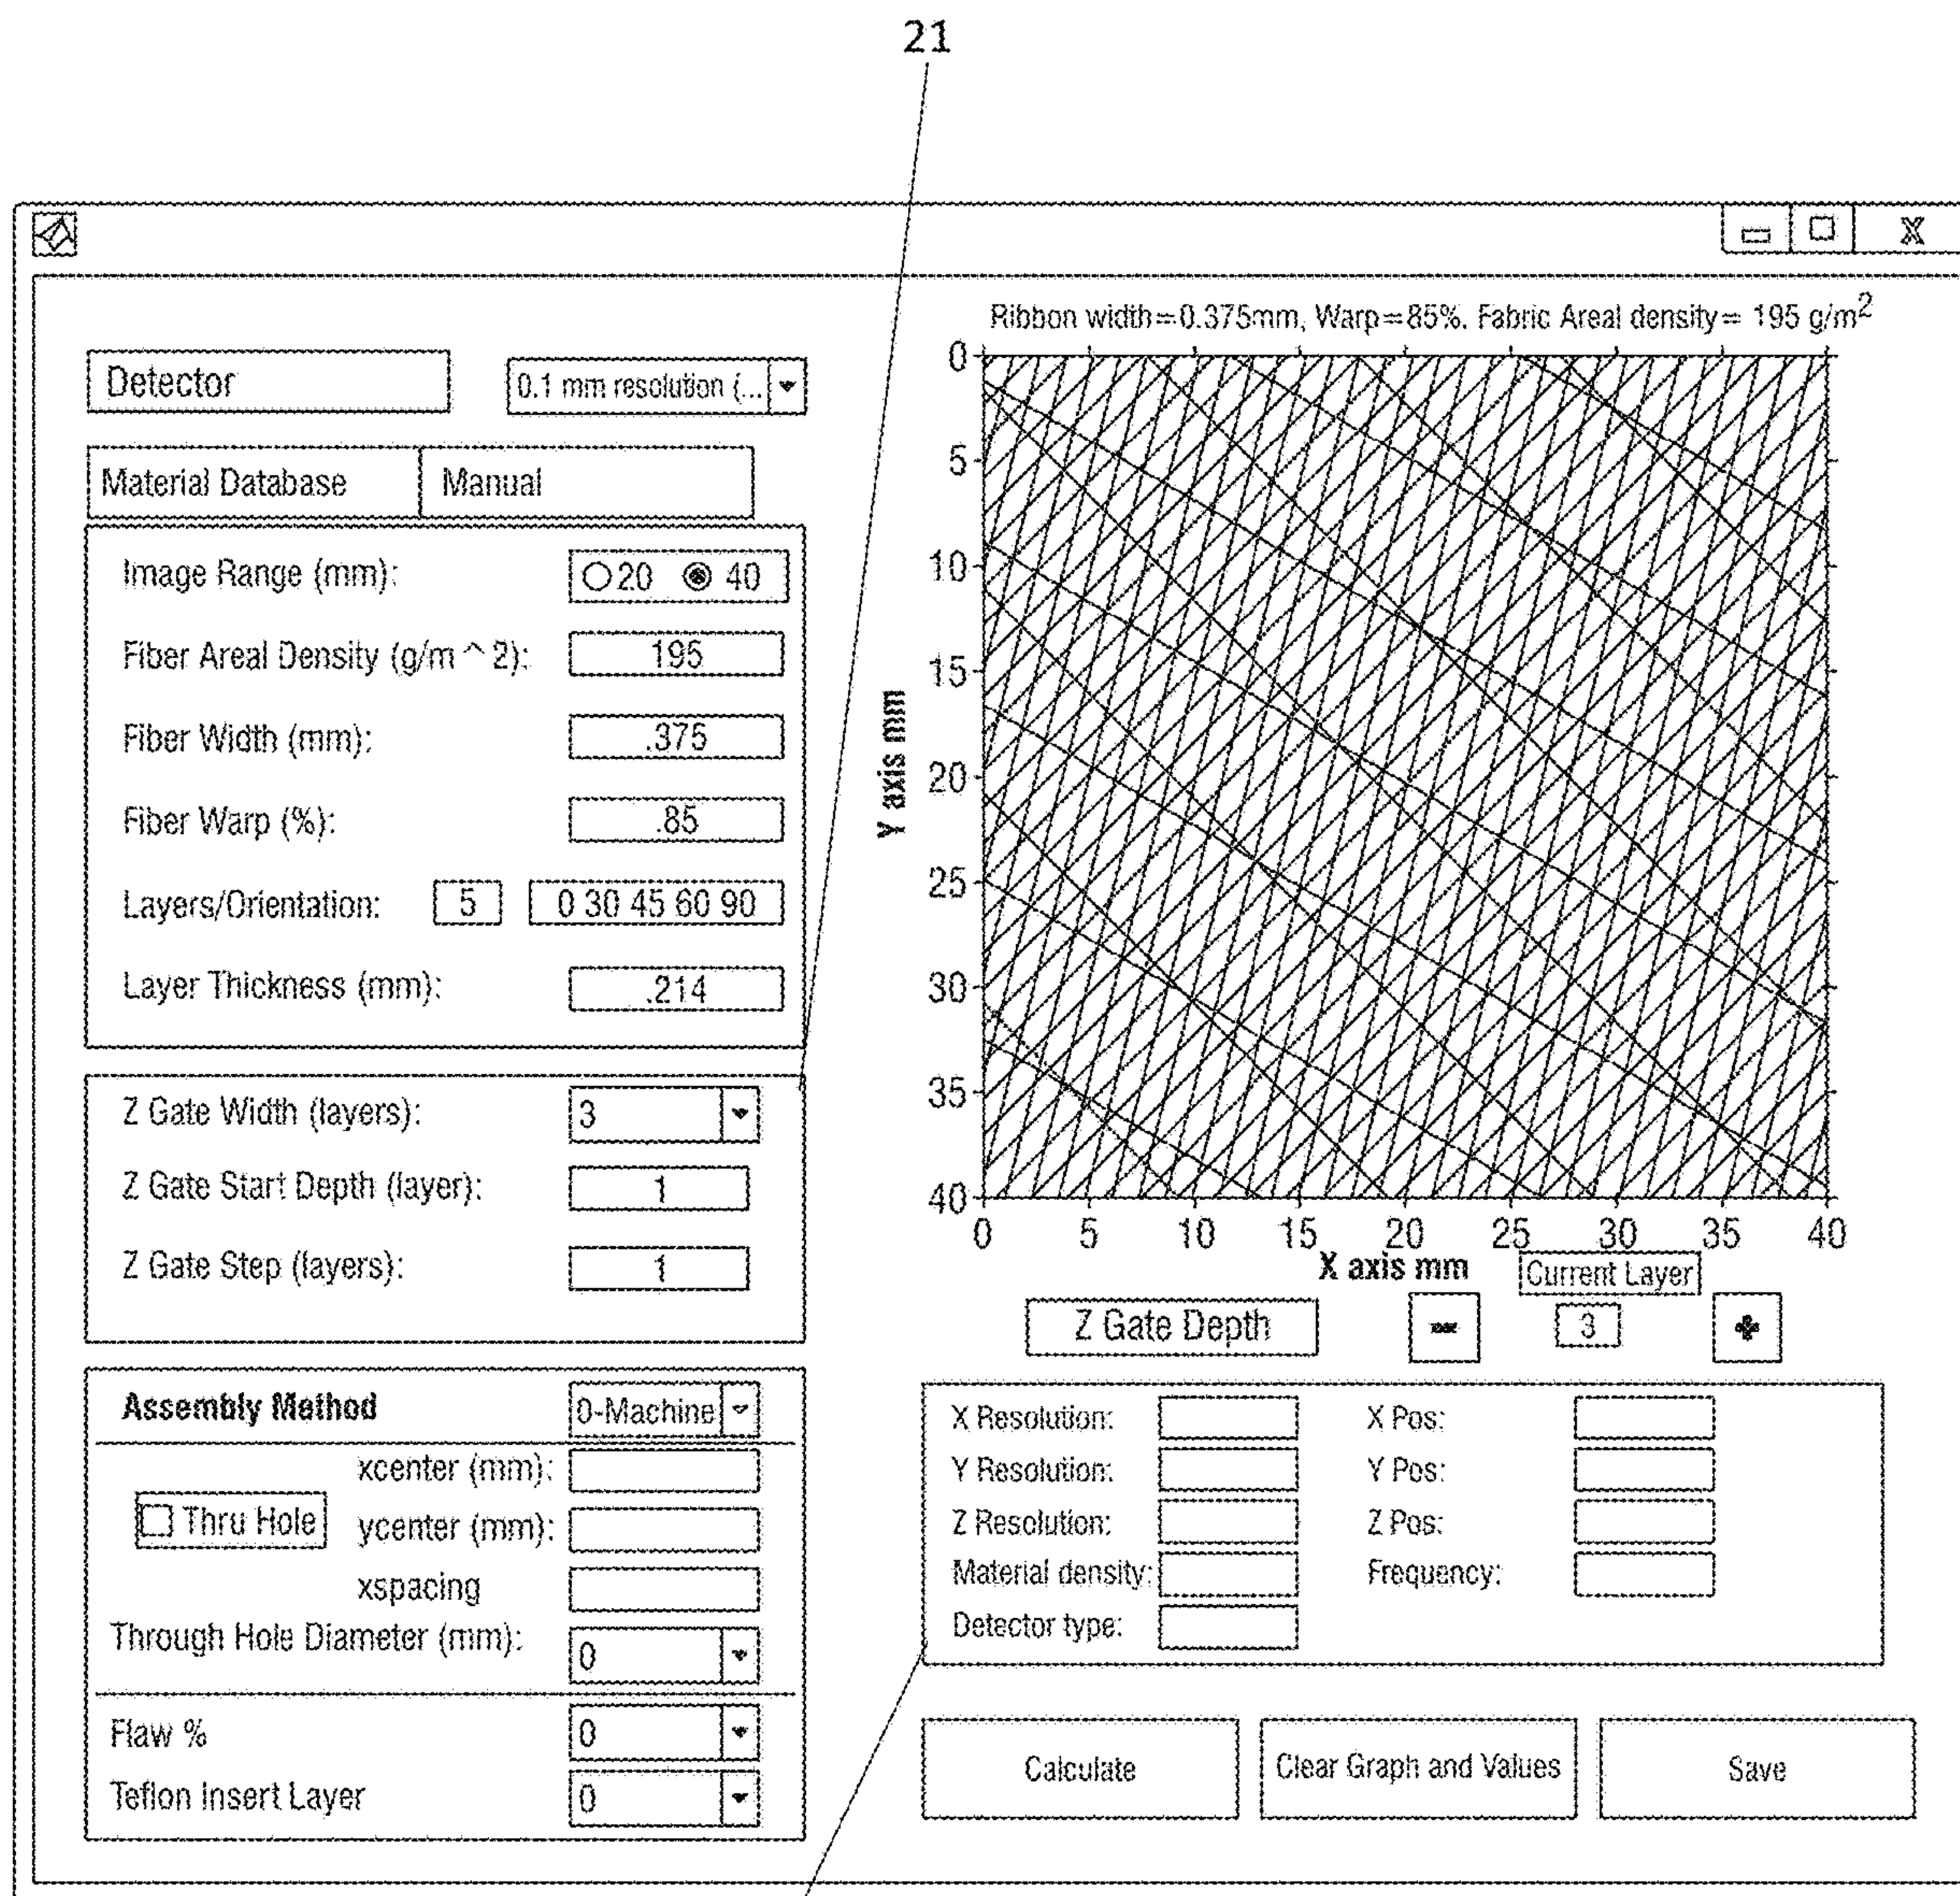 21
X
Detector
0.1 mm resolution (...
Material Database
Manual
Image Range (mm):
20 40
Fiber Areal Density (g/m ^ 2):
195
Fiber Width (mm):
.375
Fiber Warp (%):
.85
Layers/Orientation:
5
0 30 45 60 90
Layer Thickness (mm):
.214
Z Gate Width (layers):
3
Z Gate Start Depth (layer):
1
Z Gate Step (layers):
1
Assembly Method
0-Machine
xcenter (mm):
Thru Hole
ycenter (mm):
xspacing
Through Hole Diameter (mm):
0
Flaw %
0
Teflon Insert Layer
0
Ribbon width=0.375mm, Warp=85%. Fabric Areal density= 195 g/m²
Y axis mm
0
5
10
15
20
25
30
35
40
0 5 10 15 20 25 30 35 40
X axis mm
Current Layer
Z Gate Depth
-
3
+
X Resolution:
X Pos:
Y Resolution:
Y Pos:
Z Resolution:
Z Pos:
Material density:
Frequency:
Detector type:
Calculate
Clear Graph and Values
Save